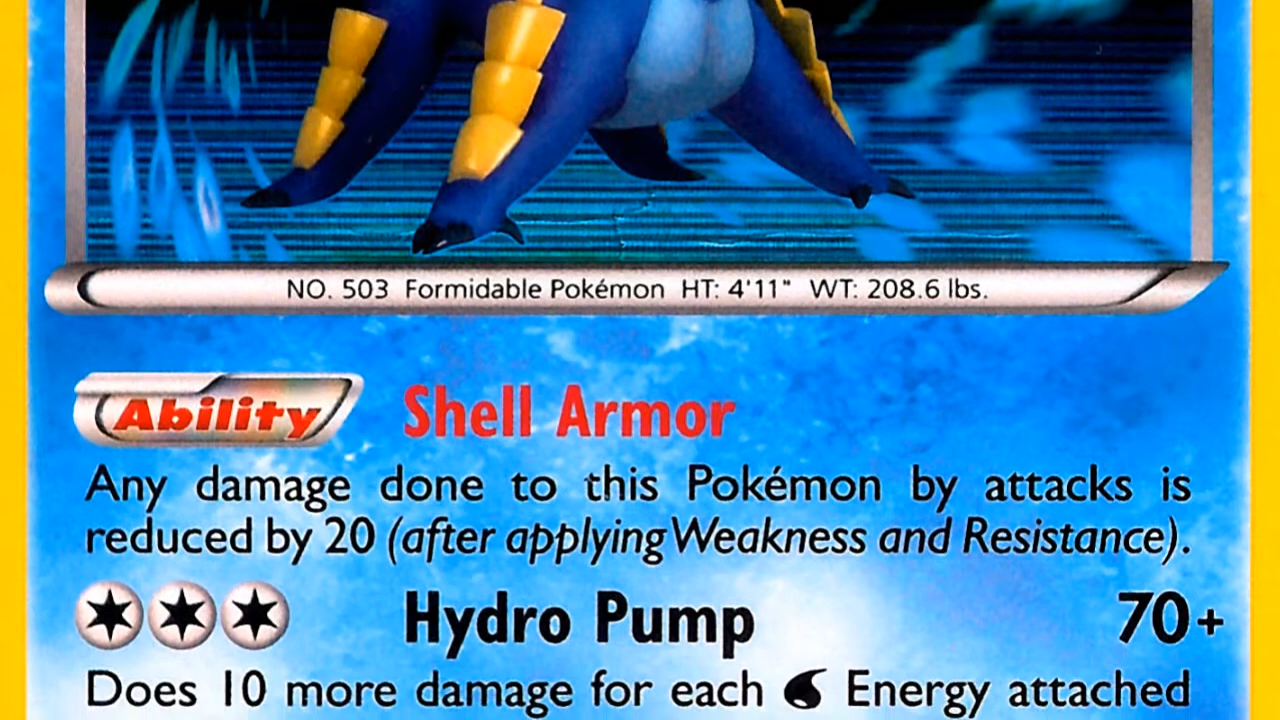 NO. 503 Formidable Pokémon HT: 4'11" WT: 208.6 lbs.
Ability Shell Armor
Any damage done to this Pokémon by attacks is
reduced by 20 (after applying Weakness and Resistance).
Hydro Pump 70+
Does 10 more damage for each Energy attached